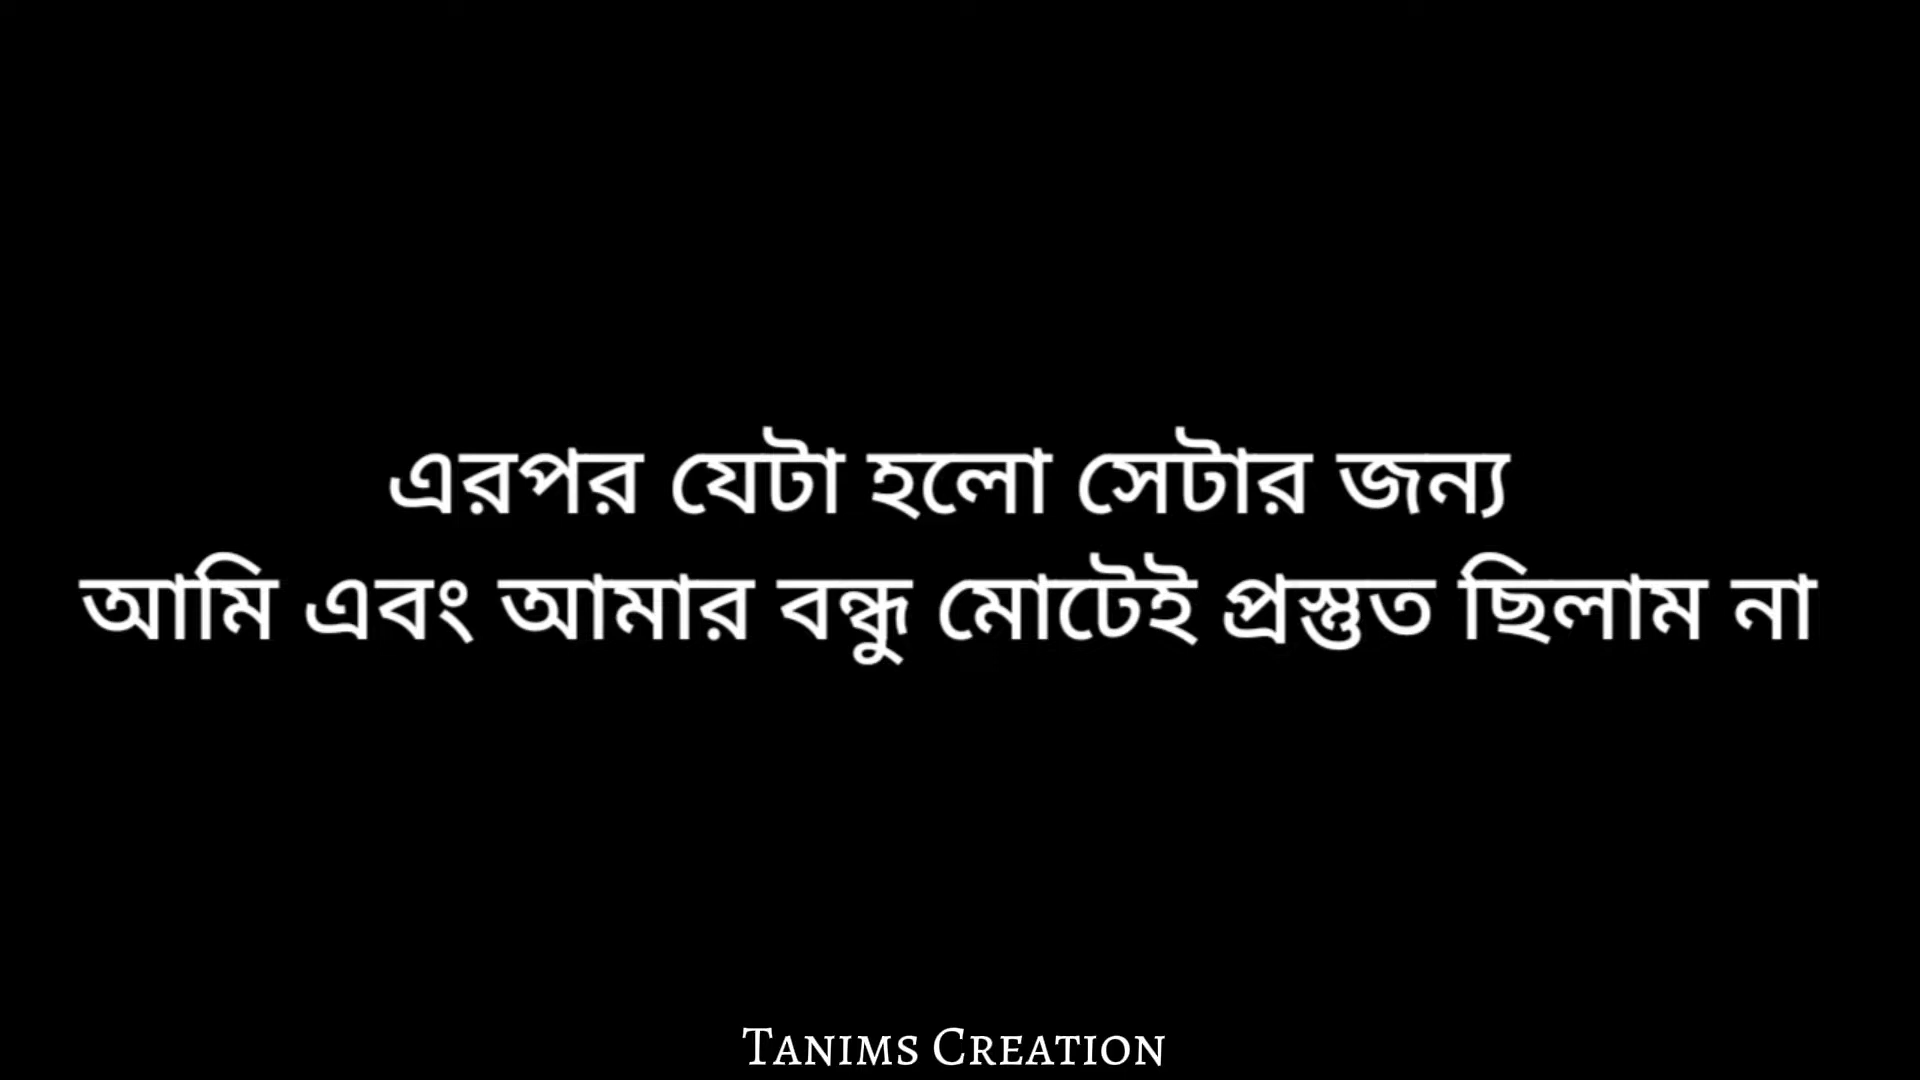 এরপর যেটা হলো সেটার জন্য
আমি এবং আমার বন্ধু মোটেই প্রস্তুত ছিলাম না
Tanims Creation